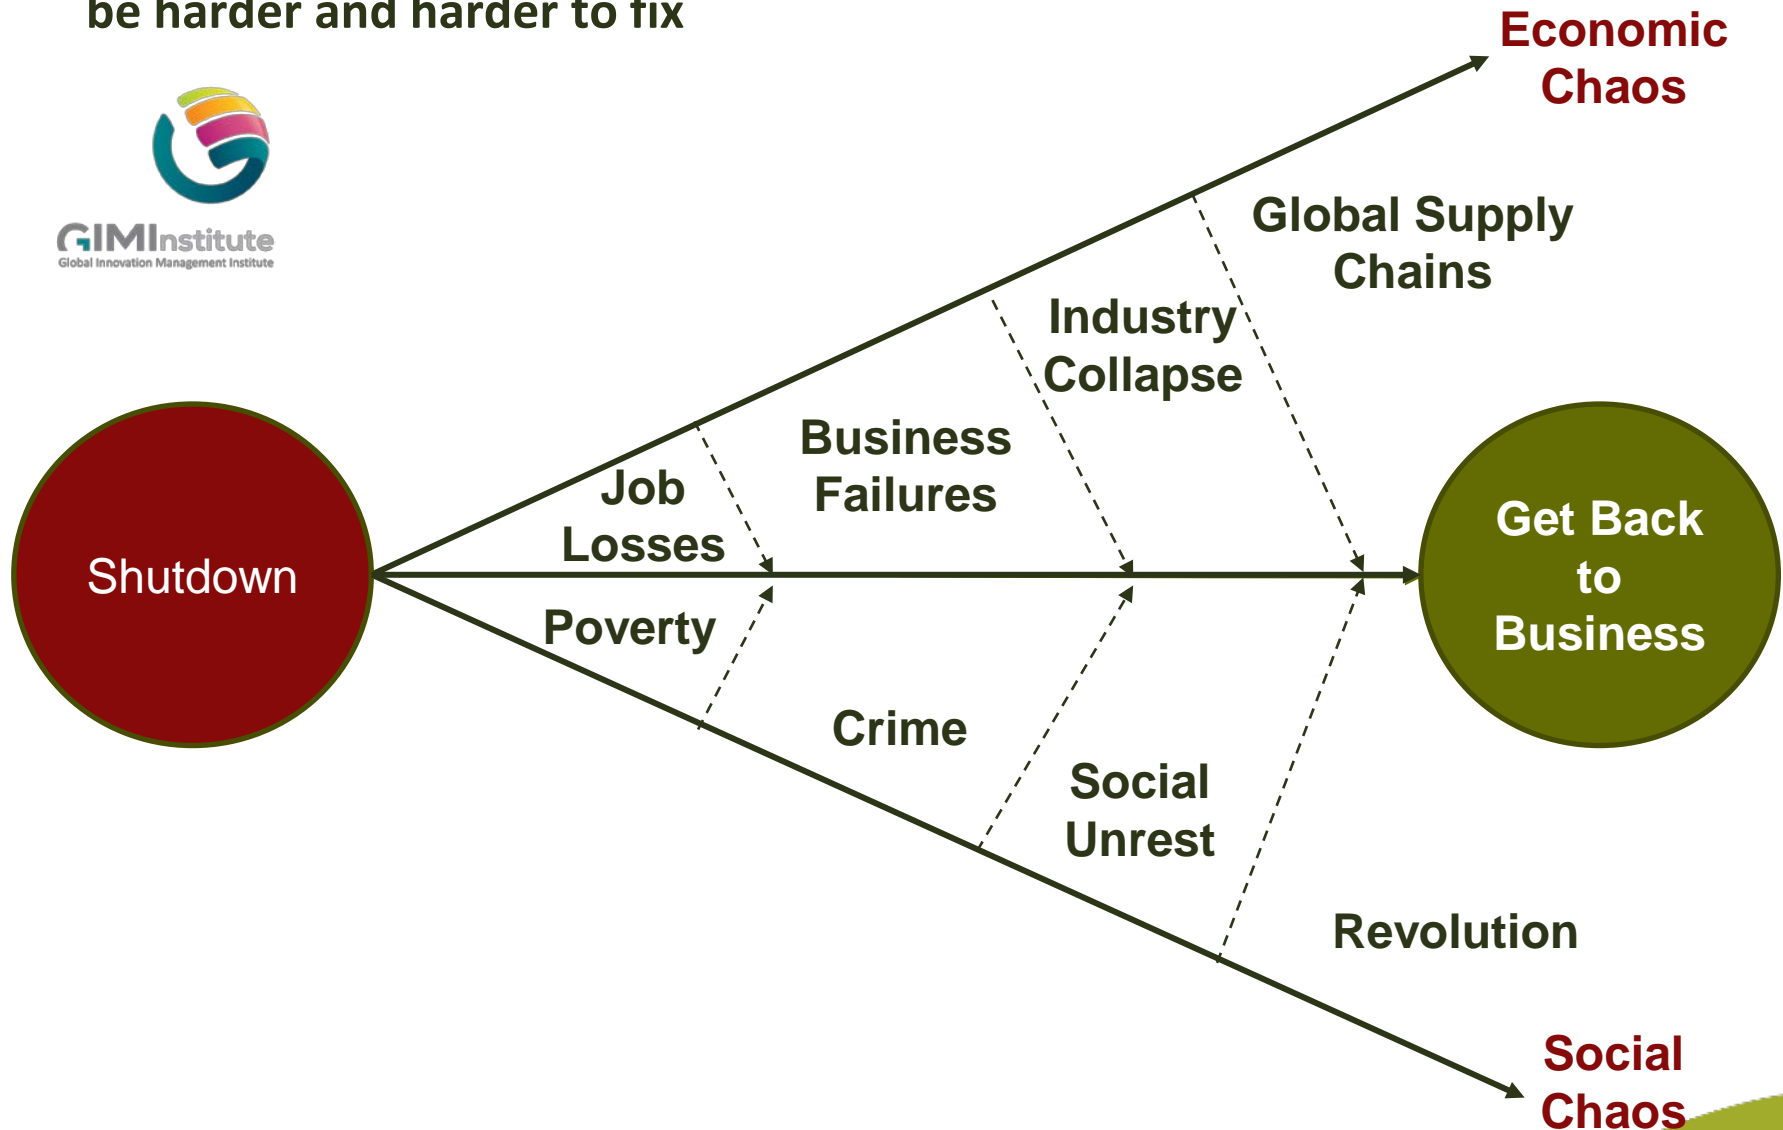 be harder and harder to fix
GIMInstitute
Global Innovation Management Institute
Economic
Chaos
Global Supply
Chains
Industry
Collapse
Business
Failures
Job
Losses
Shutdown
Get Back
to
Business
Poverty
Crime
Social
Unrest
Revolution
Social
Chaos